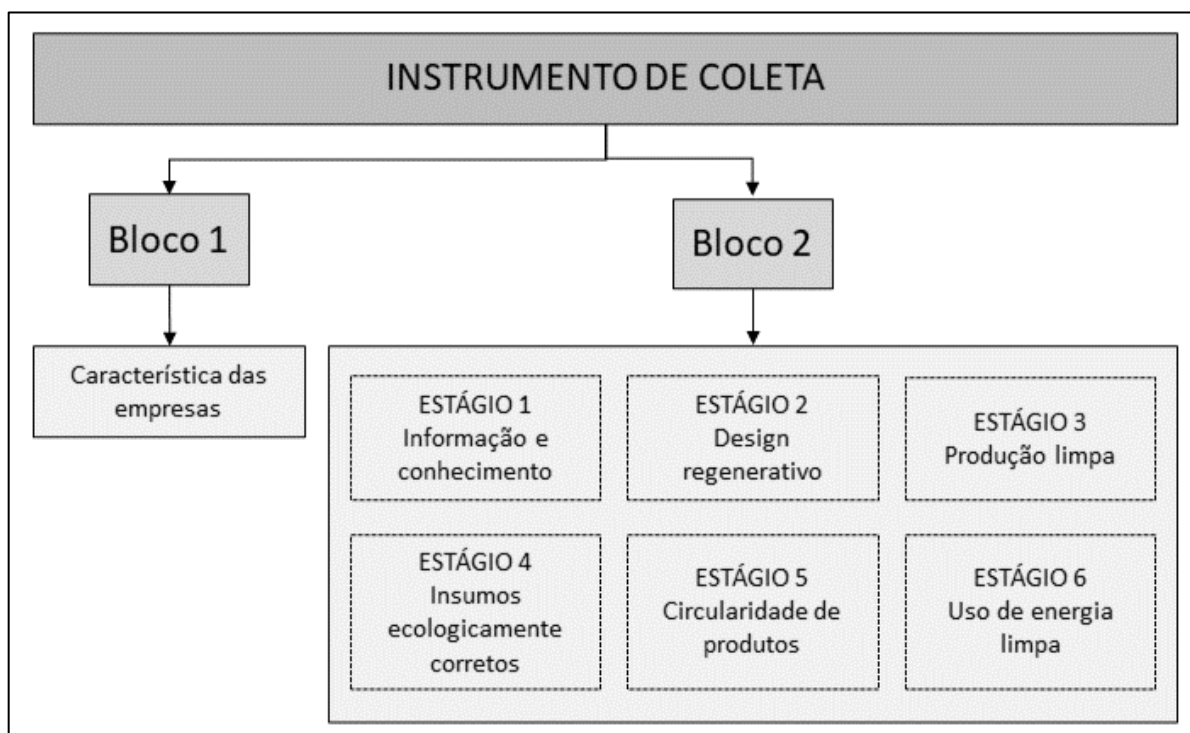 INSTRUMENTO DE COLETA
Bloco 1
Bloco 2
Característica das
empresas
ESTÁGIO 1
Informação e
conhecimento
ESTÁGIO 2
Design
regenerativo
ESTÁGIO 3
Produção limpa
ESTÁGIO 4
Insumos
ecologicamente
corretos
ESTÁGIO 5
Circularidade de
produtos
ESTÁGIO 6
Uso de energia
limpa